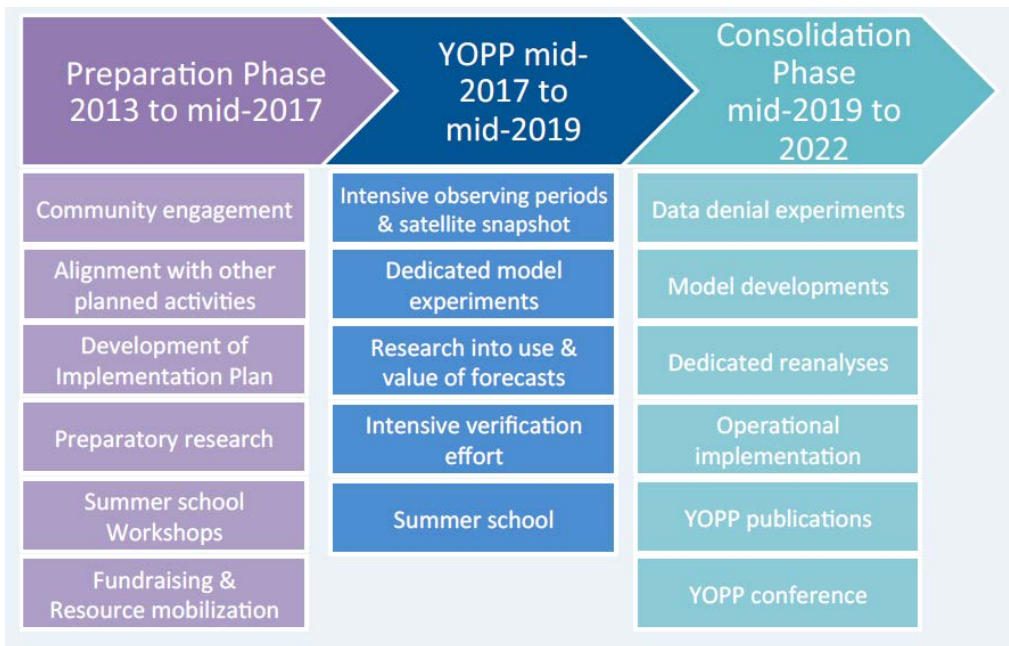 Preparation Phase
2013 to mid-2017
YOPP mid-
2017 to
mid-2019
Consolidation
Phase
mid-2019 to
2022
Community engagement
Alignment with other
planned activities
Development of
Implementation Plan
Preparatory research
Summer school
Workshops
Fundraising &
Resource mobilization
Intensive observing periods
& satellite snapshot
Dedicated model
experiments
Research into use &
value of forecasts
Intensive verification
effort
Summer school
Data denial experiments
Model developments
Dedicated reanalyses
Operational
implementation
YOPP publications
YOPP conference